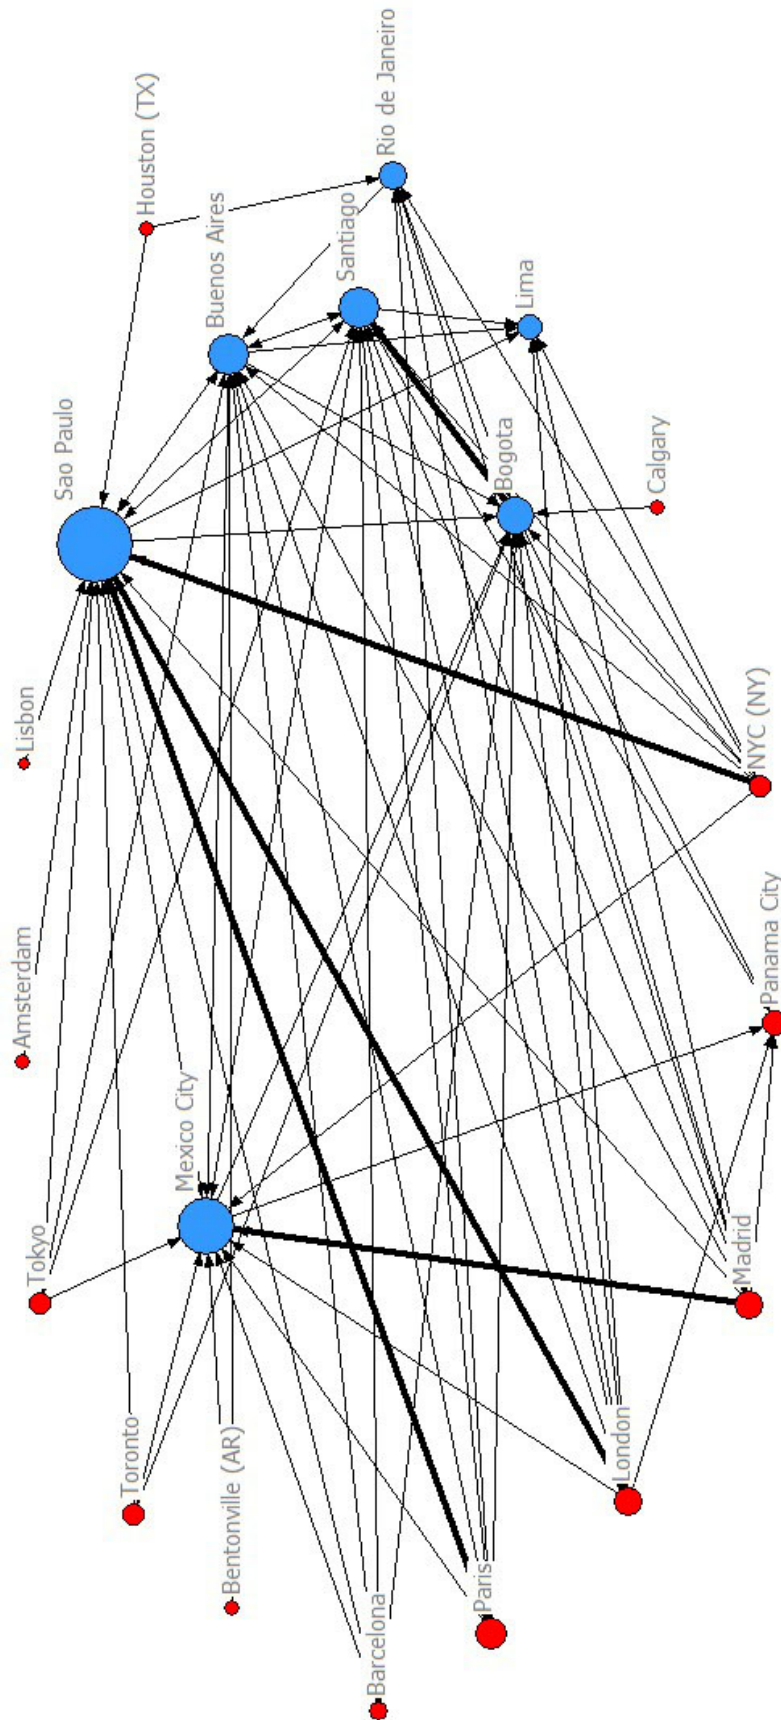 Houston (TX)
Rio de Janeiro
Buenos Aires
Santiago
Lima
Sao Paulo
Bogota
Calgary
Lisbon
NYC (NY)
Amsterdam
Panama City
Mexico City
Tokyo
Madrid
Toronto
London
Bentonville (AR)
Paris
Barcelona